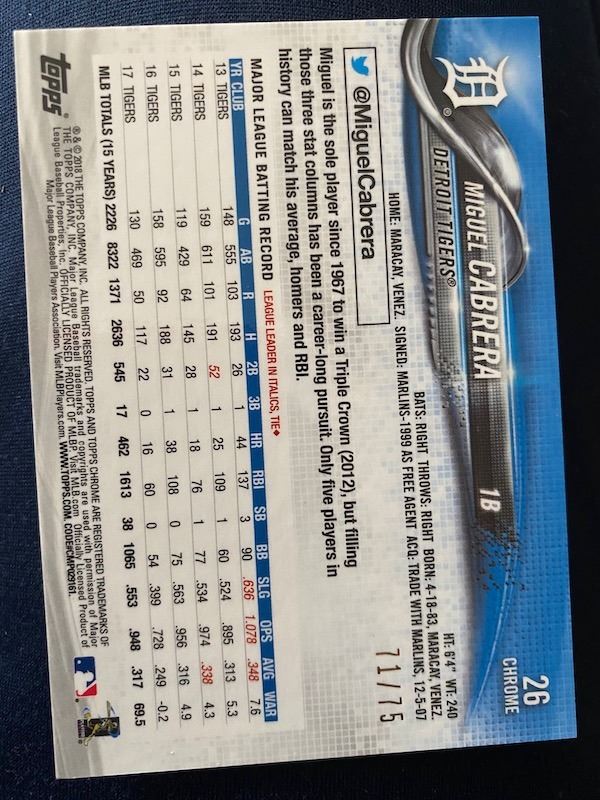 26
CHROME
MIGUEL CABRERA 1B
DETROIT TIGERS®
HT: 6'4" WT: 240
BATS: RIGHT THROWS: RIGHT BORN: 4-18-83, MARACAY, VENEZ.
HOME: MARACAY, VENEZ. SIGNED: MARLINS-1999 AS FREE AGENT ACQ: TRADE WITH MARLINS, 12-5-07
71/75
@MiguelCabrera
Miguel is the sole player since 1967 to win a Triple Crown (2012), but filling
those three stat columns has been a career-long pursuit. Only five players in
history can match his average, homers and RBI.
MAJOR LEAGUE BATTING RECORD LEAGUE LEADER IN ITALICS, TIE◆
YR CLUB G AB R H 2B 3B HR RBI SB BB SLG OPS AVG WAR
13 TIGERS 148 555 103 193 26 1 44 137 3 90 .636 1.078 .348 7.6
14 TIGERS 159 611 101 191 52 1 25 109 1 60 .524 .895 .313 5.3
15 TIGERS 119 429 64 145 28 1 18 76 1 77 .534 .974 .338 4.3
16 TIGERS 158 595 92 188 31 1 38 108 0 75 .563 .956 .316 4.9
17 TIGERS 130 469 50 117 22 0 16 60 0 54 .399 .728 .249 -0.2
MLB TOTALS (15 YEARS) 2226 8322 1371 2636 545 17 462 1613 38 1065 .553 .948 .317 69.5
topps®
® & © 2018 THE TOPPS COMPANY, INC. ALL RIGHTS RESERVED. TOPPS AND TOPPS CHROME ARE REGISTERED TRADEMARKS OF
THE TOPPS COMPANY, INC. Major League Baseball trademarks and copyrights are used with permission of Major
League Baseball Properties, Inc. OFFICIALLY LICENSED PRODUCT OF MLBP. Visit MLB.com. Officially Licensed Product of
Major League Baseball Players Association. Visit MLBPlayers.com. WWW.TOPPS.COM. CODE#CMP029161.